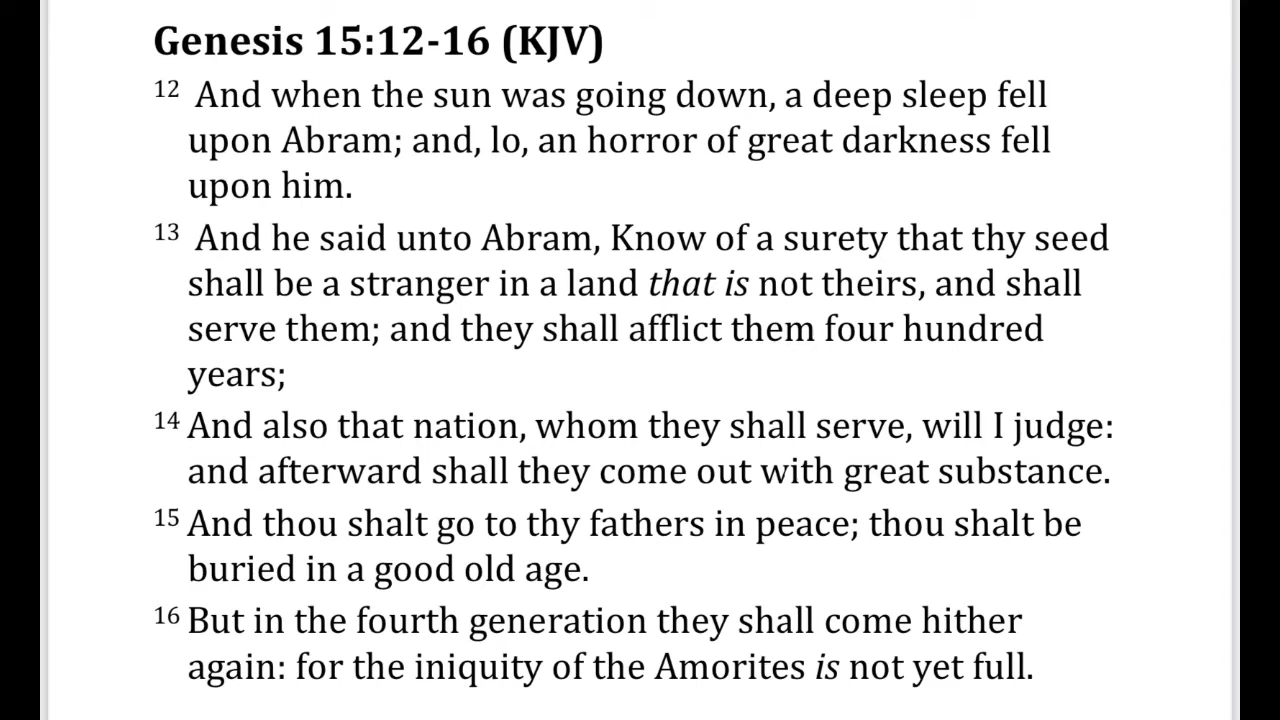 Genesis 15:12-16 (KJV)
12 And when the sun was going down, a deep sleep fell
upon Abram; and, lo, an horror of great darkness fell
upon him.
13 And he said unto Abram, Know of a surety that thy seed
shall be a stranger in a land that is not theirs, and shall
serve them; and they shall afflict them four hundred
years;
14 And also that nation, whom they shall serve, will I judge:
and afterward shall they come out with great substance.
15 And thou shalt go to thy fathers in peace; thou shalt be
buried in a good old age.
16 But in the fourth generation they shall come hither
again: for the iniquity of the Amorites is not yet full.